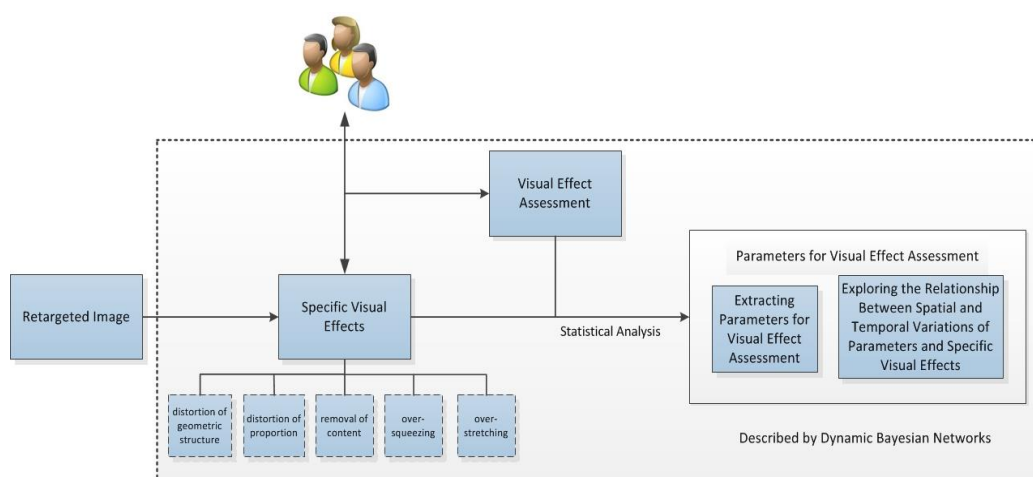 Visual Effect
Assessment
Parameters for Visual Effect Assessment
Retargeted Image
Specific Visual
Effects
Statistical Analysis
Extracting
Parameters for
Visual Effect
Assessment
Exploring the Relationship
Between Spatial and
Temporal Variations of
Parameters and Specific
Visual Effects
distortion of
geometric
structure
distortion of
proportion
removal of
content
over-
squeezing
over-
stretching
Described by Dynamic Bayesian Networks